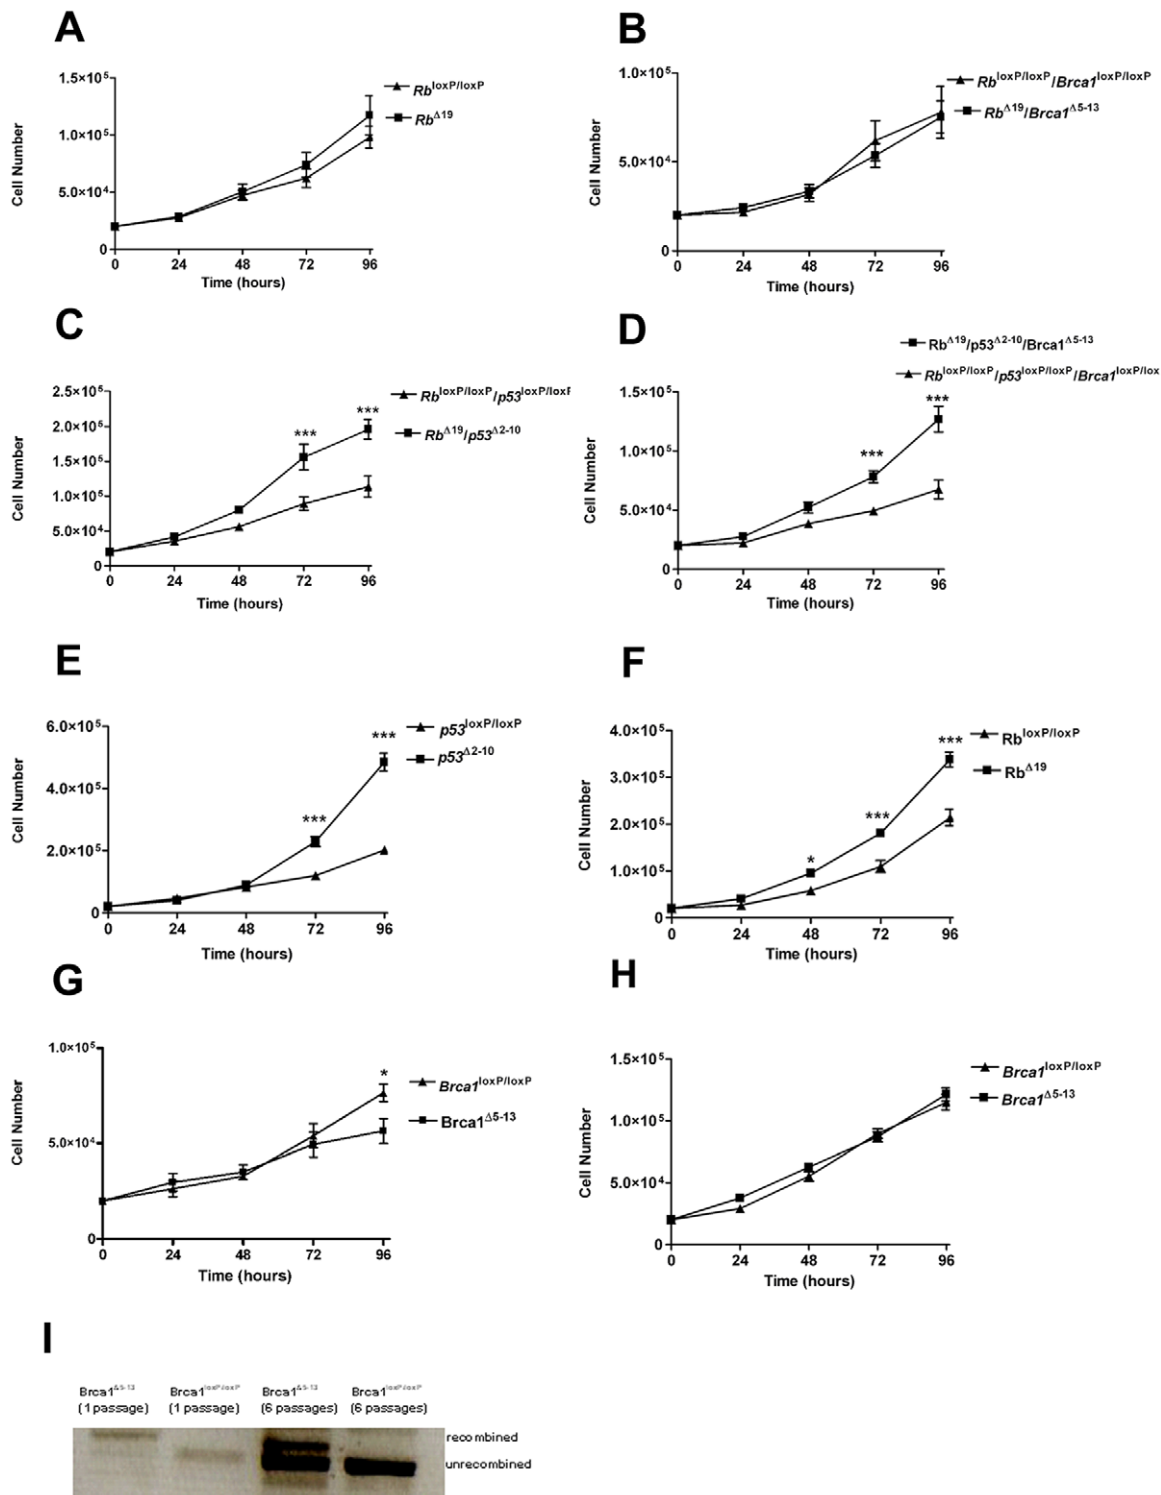 A
1.5×10⁵
1.0×10⁵
5.0×10⁴
0
Cell Number
0 24 48 72 96
Time (hours)
Rb^loxP/loxP
Rb^Δ19
B
1.0×10⁵
5.0×10⁴
0
Cell Number
0 24 48 72 96
Time (hours)
Rb^loxP/loxP/Brca1^loxP/loxP
Rb^Δ19/Brca1^Δ5-13
C
2.5×10⁵
2.0×10⁵
1.5×10⁵
1.0×10⁵
5.0×10⁴
0
Cell Number
0 24 48 72 96
Time (hours)
*** ***
Rb^loxP/loxP/p53^loxP/loxP
Rb^Δ19/p53^Δ2-10
D
Rb^Δ19/p53^Δ2-10/Brca1^Δ5-13
Rb^loxP/loxP/p53^loxP/loxP/Brca1^loxP/lox
1.5×10⁵
1.0×10⁵
5.0×10⁴
0
Cell Number
0 24 48 72 96
Time (hours)
*** ***
E
6.0×10⁵
4.0×10⁵
2.0×10⁵
0
Cell Number
0 24 48 72 96
Time (hours)
*** ***
p53^loxP/loxP
p53^Δ2-10
F
4.0×10⁵
3.0×10⁵
2.0×10⁵
1.0×10⁵
0
Cell Number
0 24 48 72 96
Time (hours)
* *** ***
Rb^loxP/loxP
Rb^Δ19
G
1.0×10⁵
5.0×10⁴
0
Cell Number
0 24 48 72 96
Time (hours)
*
Brca1^loxP/loxP
Brca1^Δ5-13
H
1.5×10⁵
1.0×10⁵
5.0×10⁴
0
Cell Number
0 24 48 72 96
Time (hours)
Brca1^loxP/loxP
Brca1^Δ5-13
I
Brca1^Δ5-13 Brca1^loxP/loxP Brca1^Δ5-13 Brca1^loxP/loxP
(1 passage) (1 passage) (6 passages) (6 passages)
recombined
unrecombined